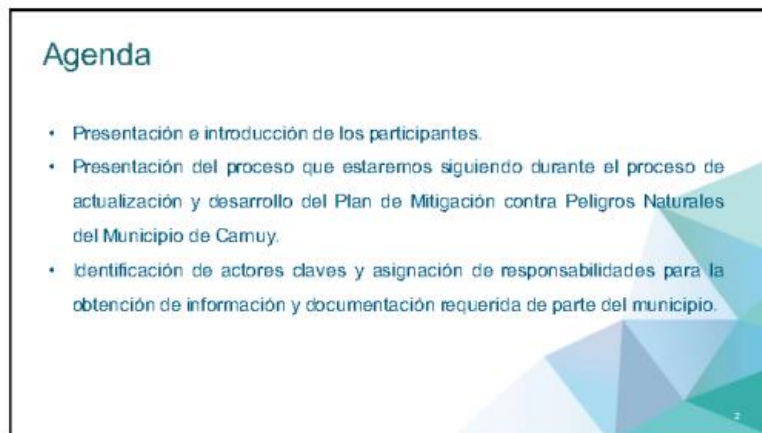 Agenda
• Presentación e introducción de los participantes.
• Presentación del proceso que estaremos siguiendo durante el proceso de
actualización y desarrollo del Plan de Mitigación contra Peligros Naturales
del Municipio de Camuy.
• Identificación de actores claves y asignación de responsabilidades para la
obtención de información y documentación requerida de parte del municipio.
2